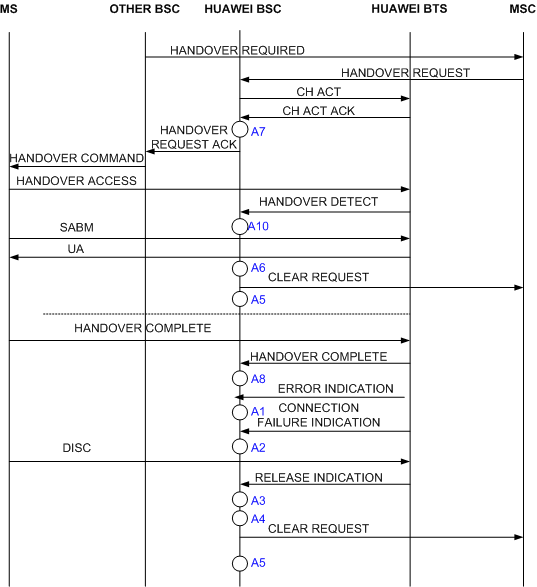 MS OTHER BSC HUAWEI BSC HUAWEI BTS MSC
HANDOVER REQUIRED
HANDOVER REQUEST
CH ACT
CH ACT ACK
A7
HANDOVER
REQUEST ACK
HANDOVER COMMAND
HANDOVER ACCESS
HANDOVER DETECT
A10
SABM
UA
A6
CLEAR REQUEST
A5
HANDOVER COMPLETE
HANDOVER COMPLETE
A8
ERROR INDICATION
A1
CONNECTION
FAILURE INDICATION
A2
DISC
RELEASE INDICATION
A3
A4
CLEAR REQUEST
A5